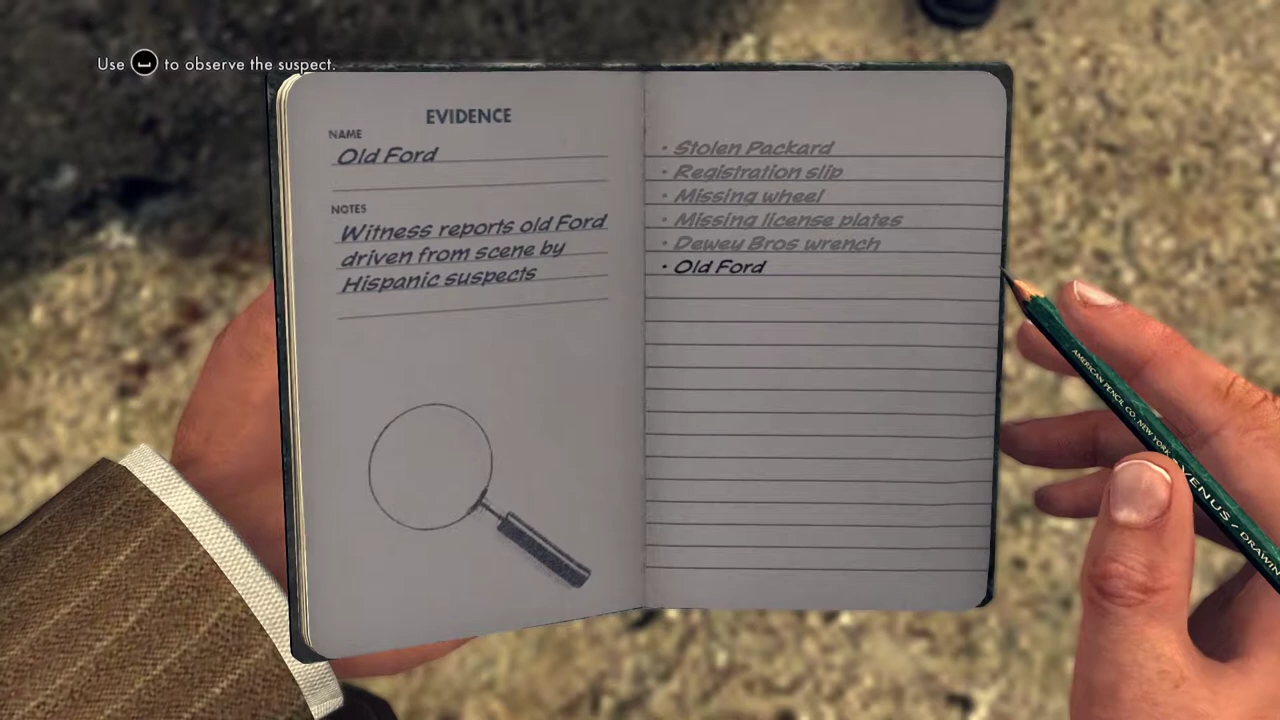 Use to observe the suspect.
EVIDENCE
NAME
Old Ford
NOTES
Witness reports old Ford
driven from scene by
Hispanic suspects
• Stolen Packard
• Registration slip
• Missing wheel
• Missing license plates
• Dewey Bros wrench
• Old Ford
AMERICAN PENCIL CO. NEW YORK VENUS / DRAWIN